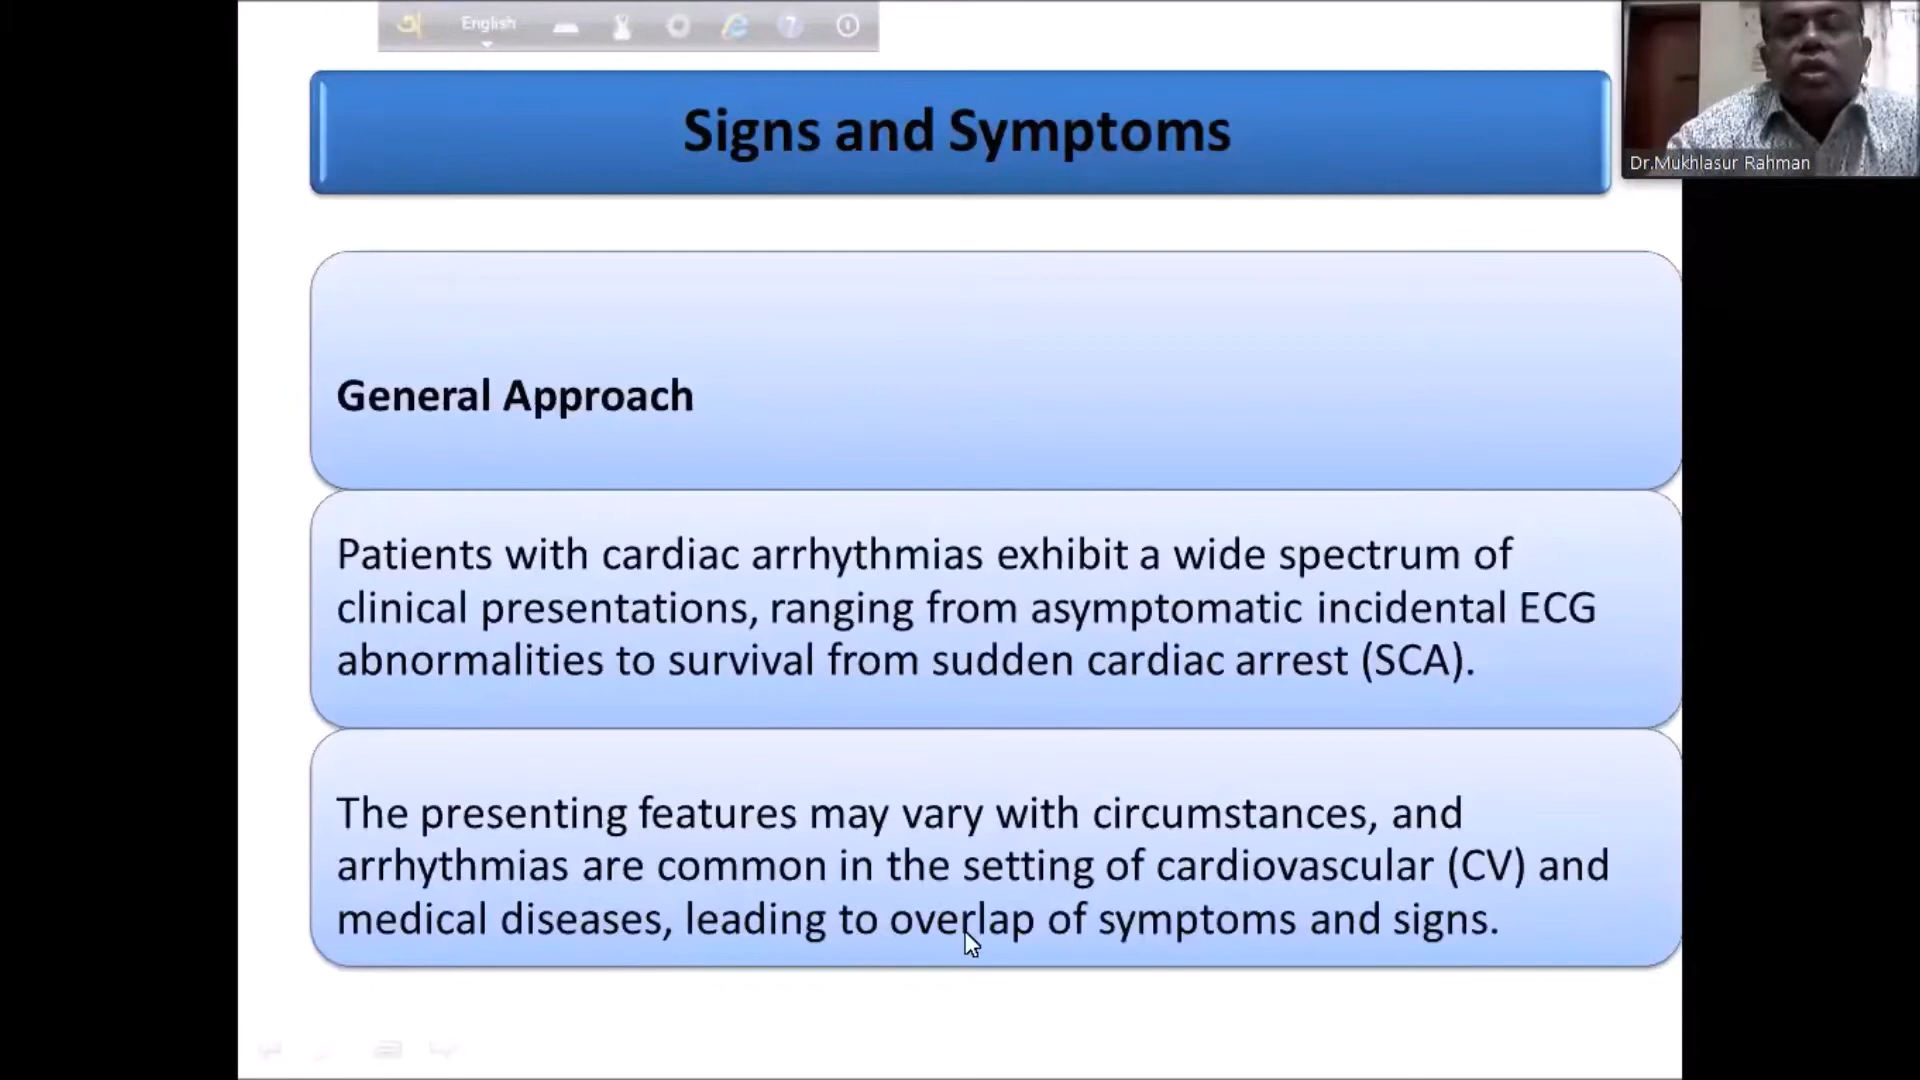 অ English
Signs and Symptoms
Dr.Mukhlasur Rahman
General Approach
Patients with cardiac arrhythmias exhibit a wide spectrum of
clinical presentations, ranging from asymptomatic incidental ECG
abnormalities to survival from sudden cardiac arrest (SCA).
The presenting features may vary with circumstances, and
arrhythmias are common in the setting of cardiovascular (CV) and
medical diseases, leading to overlap of symptoms and signs.